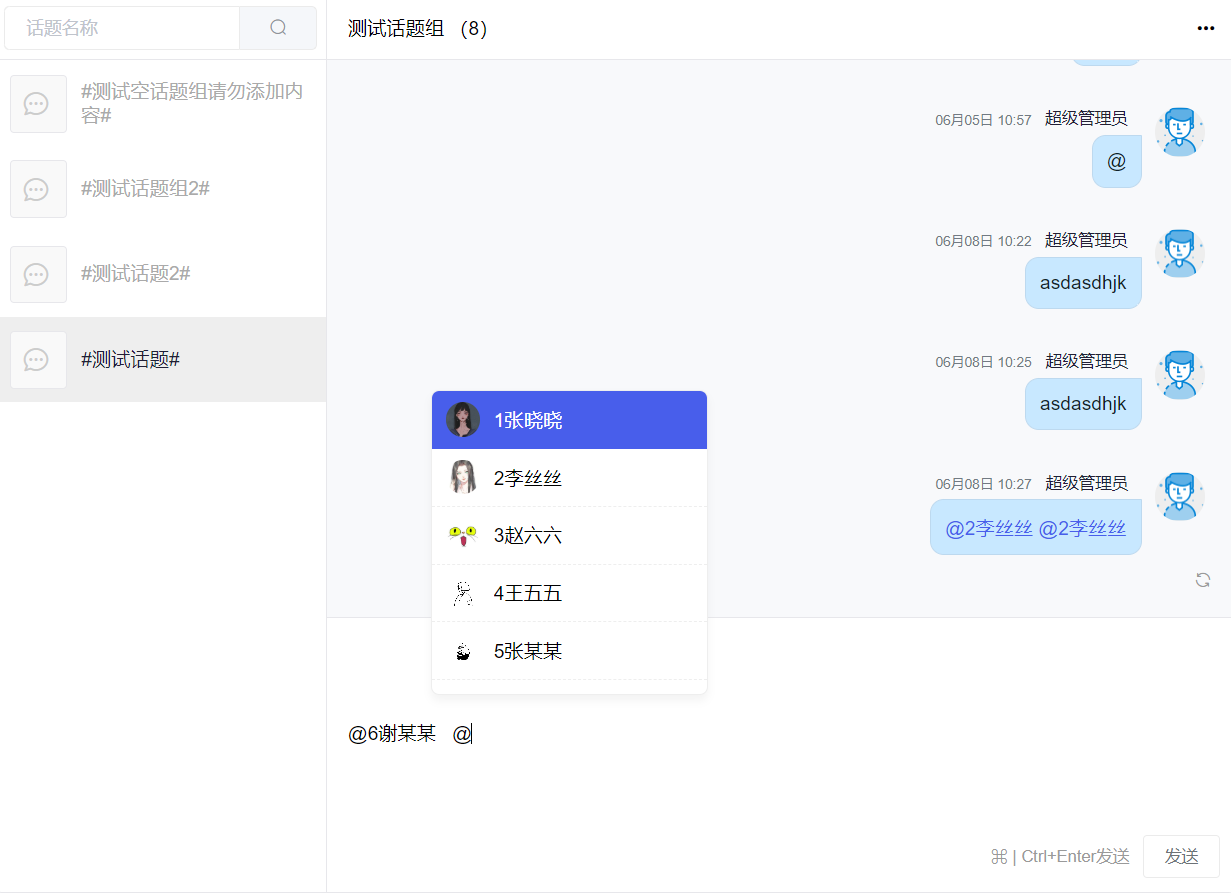 话题名称
#测试空话题组请勿添加内
容#
#测试话题组2#
#测试话题2#
#测试话题#
测试话题组 （8）
06月05日 10:57 超级管理员
@
06月08日 10:22 超级管理员
asdasdhjk
06月08日 10:25 超级管理员
asdasdhjk
06月08日 10:27 超级管理员
@2李丝丝 @2李丝丝
1张晓晓
2李丝丝
3赵六六
4王五五
5张某某
@6谢某某 @
⌘ | Ctrl+Enter发送
发送